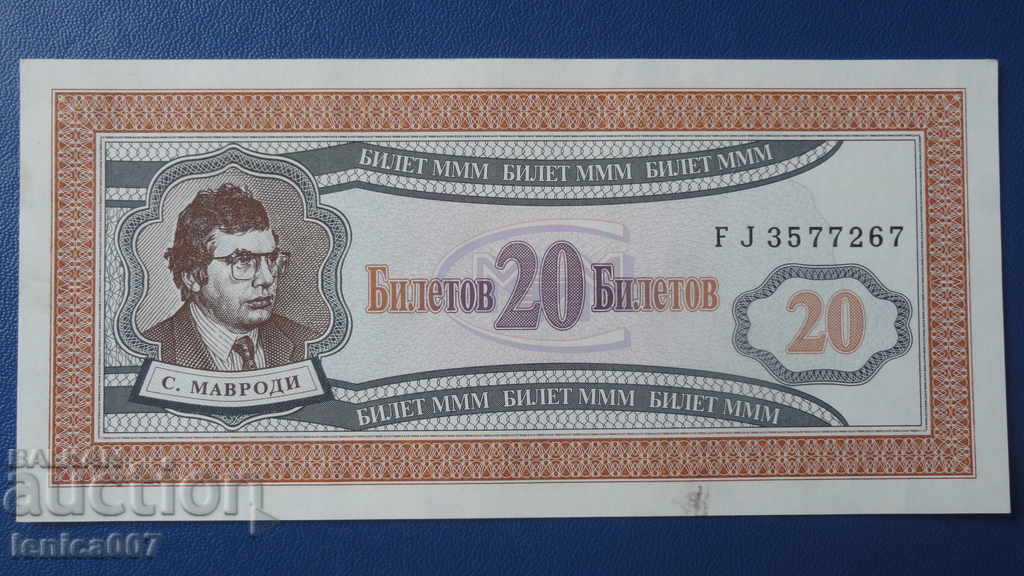 БИЛЕТ МММ БИЛЕТ МММ БИЛЕТ МММ
F J 3577267
Билетов 20 Билетов
20
С. МАВРОДИ
БИЛЕТ МММ БИЛЕТ МММ БИЛЕТ МММ
BALKAN
auction
lenica007